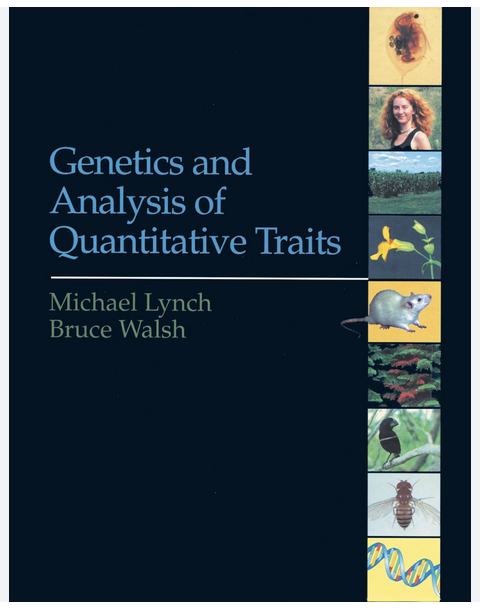 Genetics and
Analysis of
Quantitative Traits
Michael Lynch
Bruce Walsh